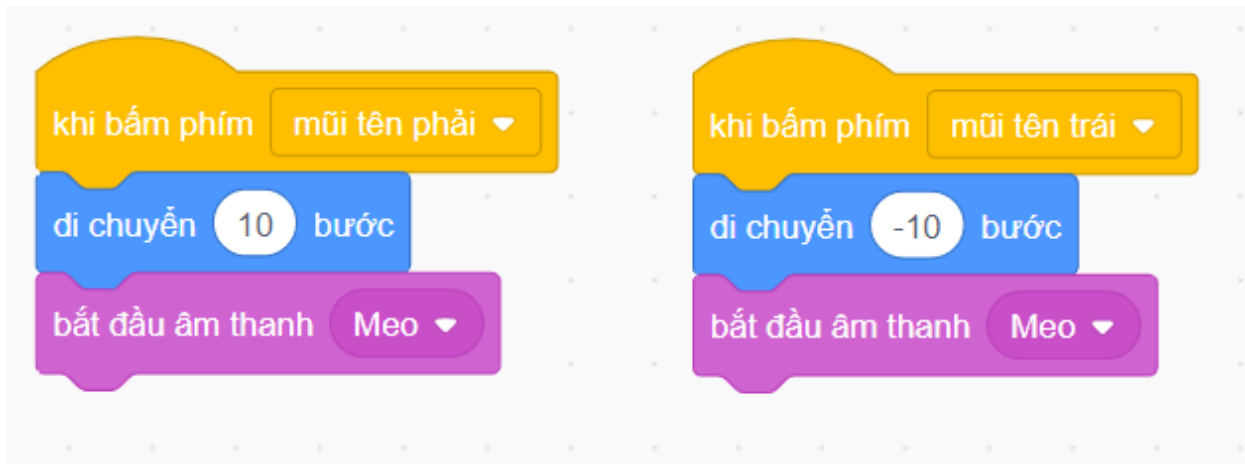 khi bấm phím mũi tên phải
di chuyển 10 bước
bắt đầu âm thanh Meo
khi bấm phím mũi tên trái
di chuyển -10 bước
bắt đầu âm thanh Meo